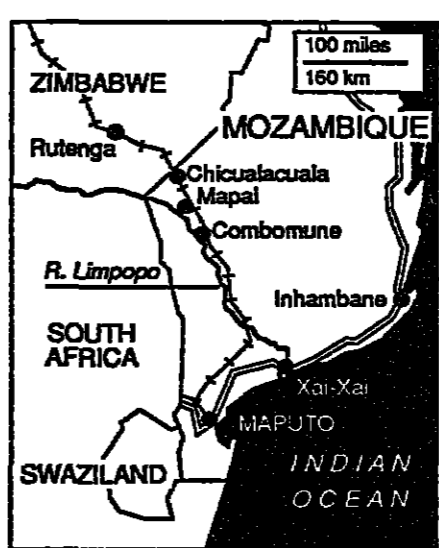 100 miles
160 km
ZIMBABWE
MOZAMBIQUE
Rutenga
Chicualacuala
Mapai
Combomune
R. Limpopo
Inhambane
SOUTH
AFRICA
Xai-Xai
MAPUTO
SWAZILAND
INDIAN
OCEAN